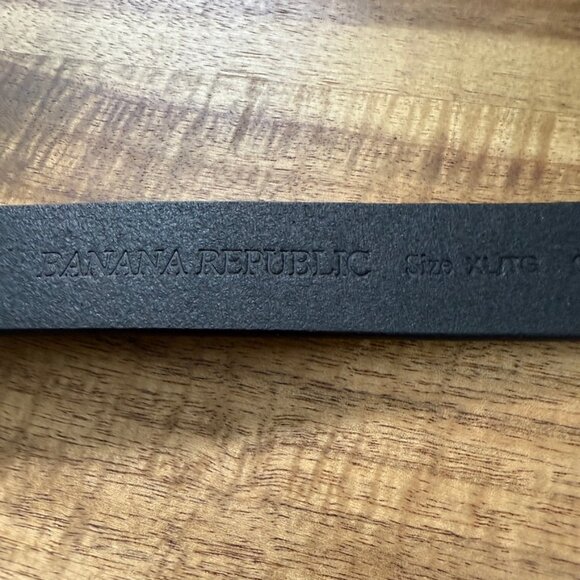 BANANA REPUBLIC Size XL/TG